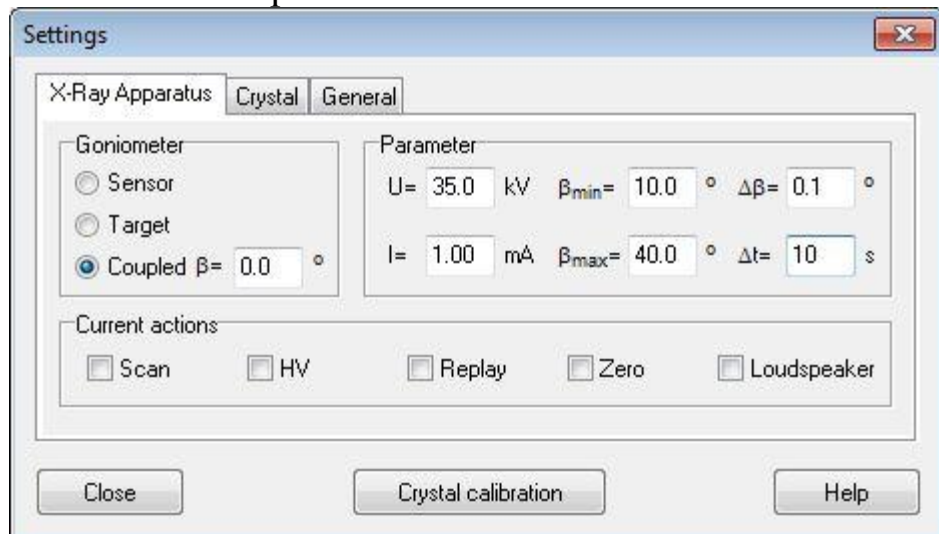 Settings
X-Ray Apparatus Crystal General
Goniometer
Sensor
Target
Coupled β= 0.0 °
Parameter
U= 35.0 kV βmin= 10.0 ° Δβ= 0.1 °
I= 1.00 mA βmax= 40.0 ° Δt= 10 s
Current actions
Scan HV Replay Zero Loudspeaker
Close Crystal calibration Help